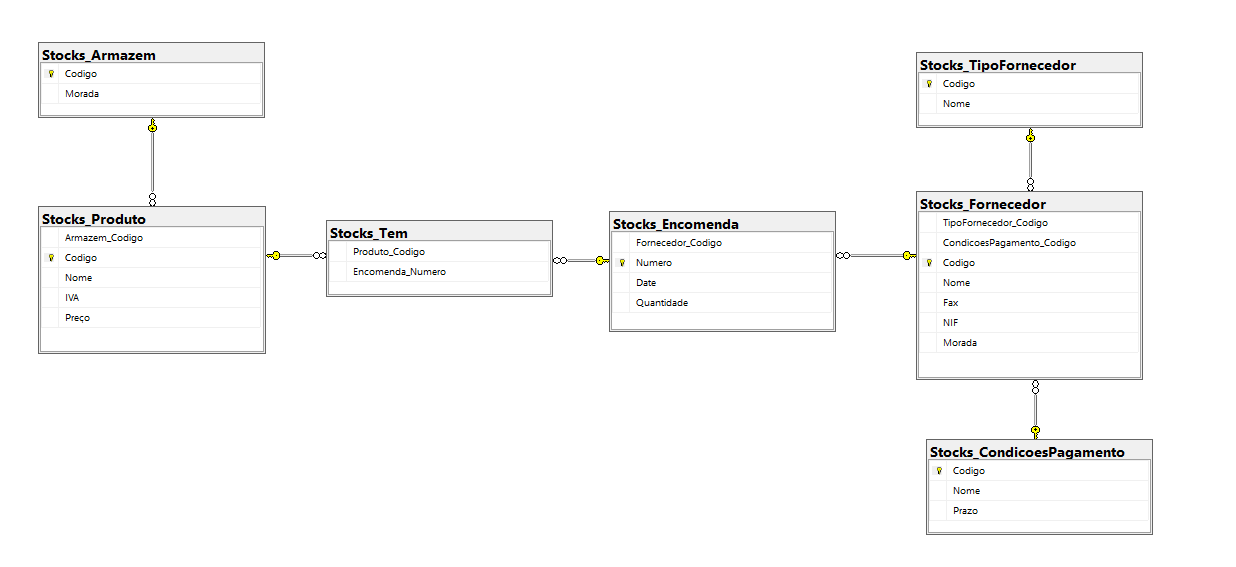 Stocks_Armazem
Codigo
Morada
Stocks_Produto
Armazem_Codigo
Codigo
Nome
IVA
Preço
Stocks_Tem
Produto_Codigo
Encomenda_Numero
Stocks_Encomenda
Fornecedor_Codigo
Numero
Date
Quantidade
Stocks_TipoFornecedor
Codigo
Nome
Stocks_Fornecedor
TipoFornecedor_Codigo
CondicoesPagamento_Codigo
Codigo
Nome
Fax
NIF
Morada
Stocks_CondicoesPagamento
Codigo
Nome
Prazo